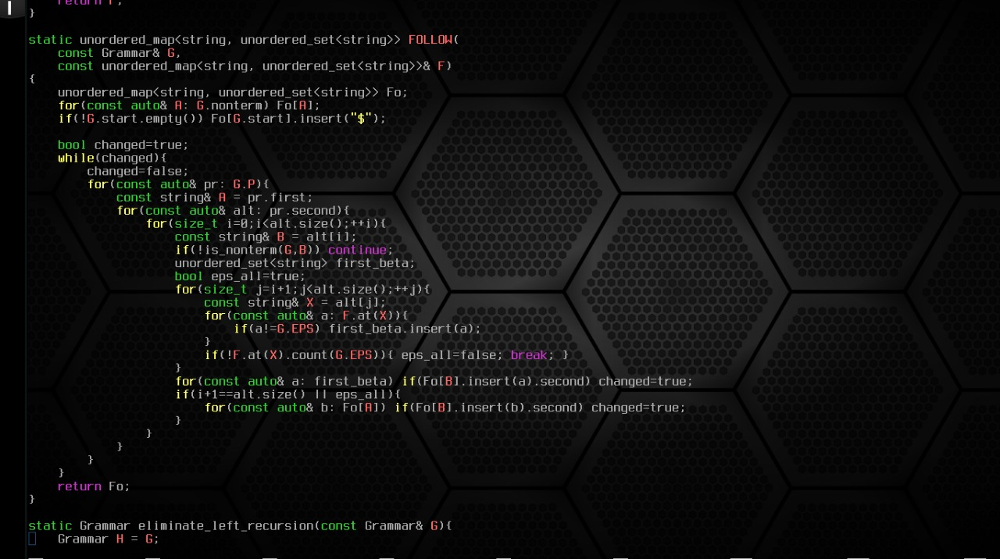 return r;
}
static unordered_map<string, unordered_set<string>> FOLLOW(
    const Grammar& G,
    const unordered_map<string, unordered_set<string>>& F)
{
    unordered_map<string, unordered_set<string>> Fo;
    for(const auto& A: G.nonterm) Fo[A];
    if(!G.start.empty()) Fo[G.start].insert("$");
    bool changed=true;
    while(changed){
        changed=false;
        for(const auto& pr: G.P){
            const string& A = pr.first;
            for(const auto& alt: pr.second){
                for(size_t i=0;i<alt.size();++i){
                    const string& B = alt[i];
                    if(!is_nonterm(G,B)) continue;
                    unordered_set<string> first_beta;
                    bool eps_all=true;
                    for(size_t j=i+1;j<alt.size();++j){
                        const string& X = alt[j];
                        for(const auto& a: F.at(X)){
                            if(a!=G.EPS) first_beta.insert(a);
                        }
                        if(!F.at(X).count(G.EPS)){ eps_all=false; break; }
                    }
                    for(const auto& a: first_beta) if(Fo[B].insert(a).second) changed=true;
                    if(i+1==alt.size() || eps_all){
                        for(const auto& b: Fo[A]) if(Fo[B].insert(b).second) changed=true;
                    }
                }
            }
        }
    }
    return Fo;
}
static Grammar eliminate_left_recursion(const Grammar& G){
    Grammar H = G;